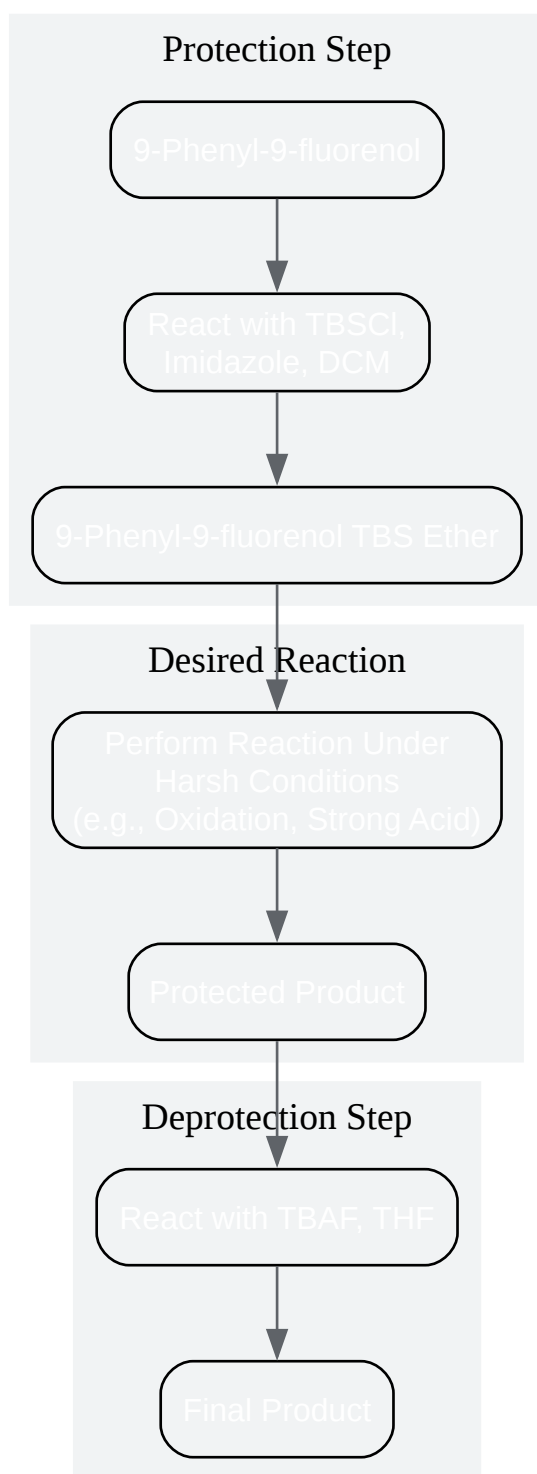 Protection Step
9-Phenyl-9-fluorenol
React with TBSCl,
Imidazole, DCM
9-Phenyl-9-fluorenol TBS Ether
Desired Reaction
Perform Reaction Under
Harsh Conditions
(e.g., Oxidation, Strong Acid)
Protected Product
Deprotection Step
React with TBAF, THF
Final Product